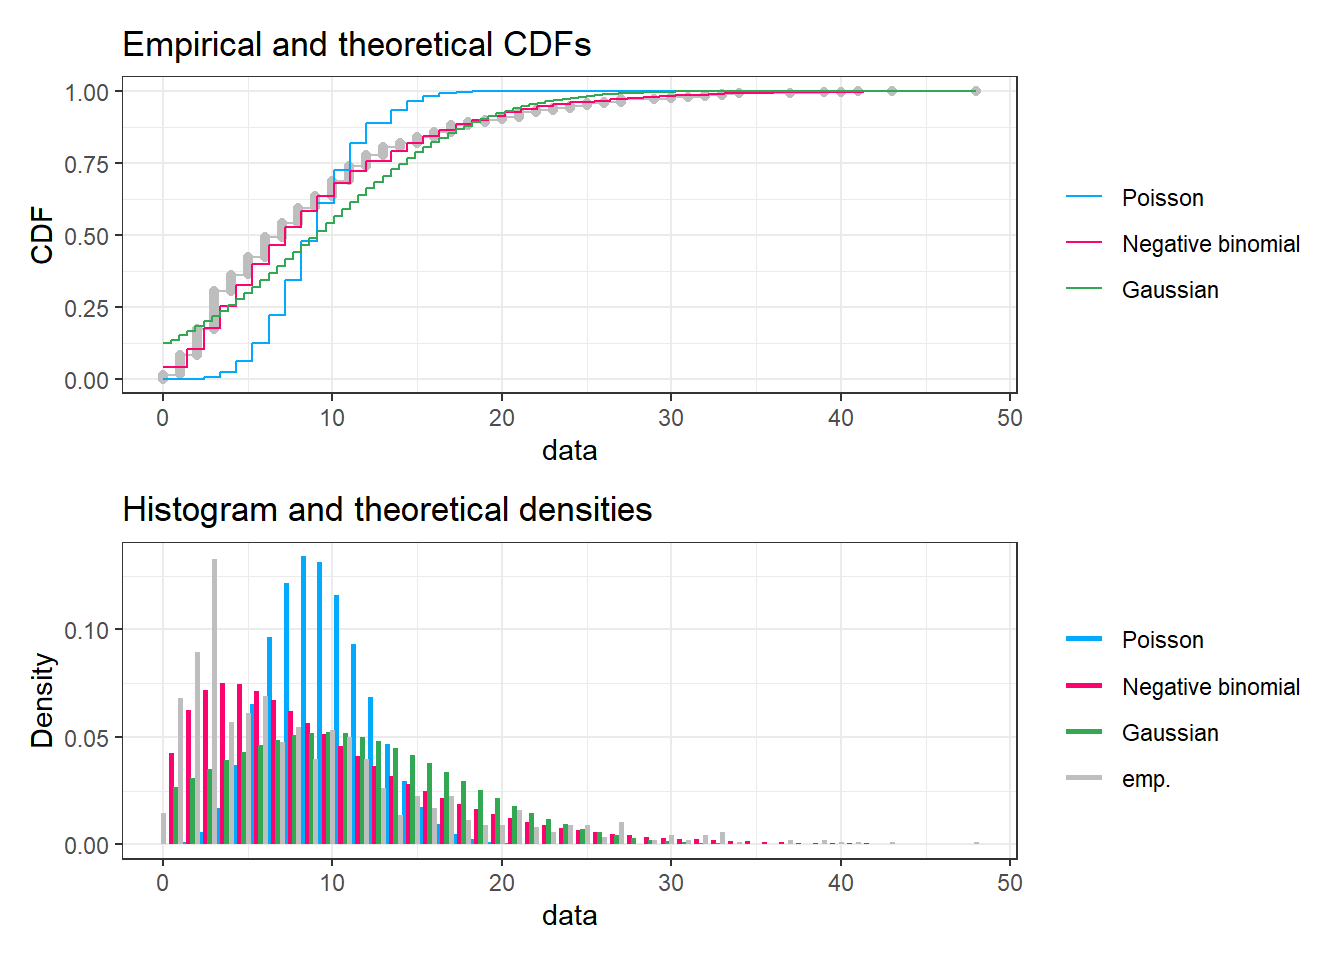 Empirical and theoretical CDFs
1.00
0.75
0.50
0.25
0.00
CDF
0 10 20 30 40 50
data
Poisson
Negative binomial
Gaussian
Histogram and theoretical densities
0.10
0.05
0.00
Density
0 10 20 30 40 50
data
Poisson
Negative binomial
Gaussian
emp.